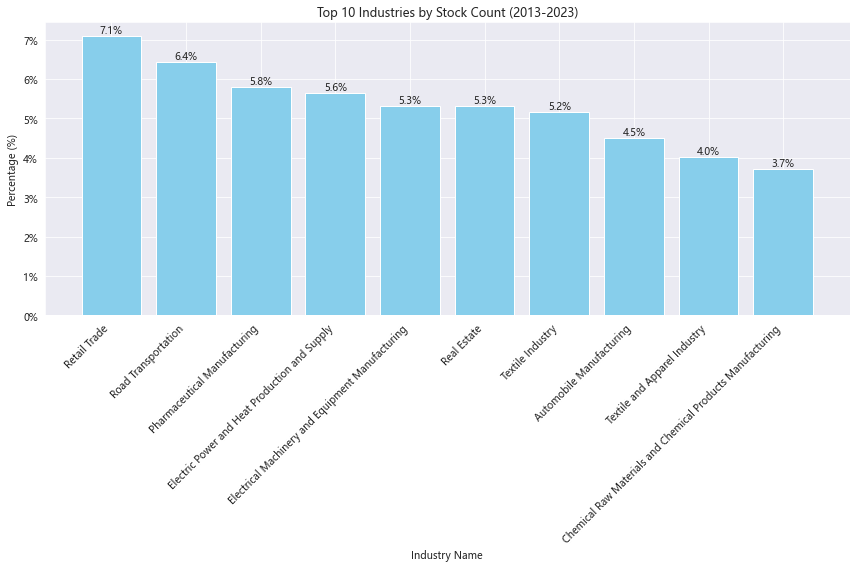 Top 10 Industries by Stock Count (2013-2023)
Percentage (%)
7%
6%
5%
4%
3%
2%
1%
0%
7.1%
6.4%
5.8%
5.6%
5.3%
5.3%
5.2%
4.5%
4.0%
3.7%
Retail Trade
Road Transportation
Pharmaceutical Manufacturing
Electric Power and Heat Production and Supply
Electrical Machinery and Equipment Manufacturing
Real Estate
Textile Industry
Automobile Manufacturing
Textile and Apparel Industry
Chemical Raw Materials and Chemical Products Manufacturing
Industry Name